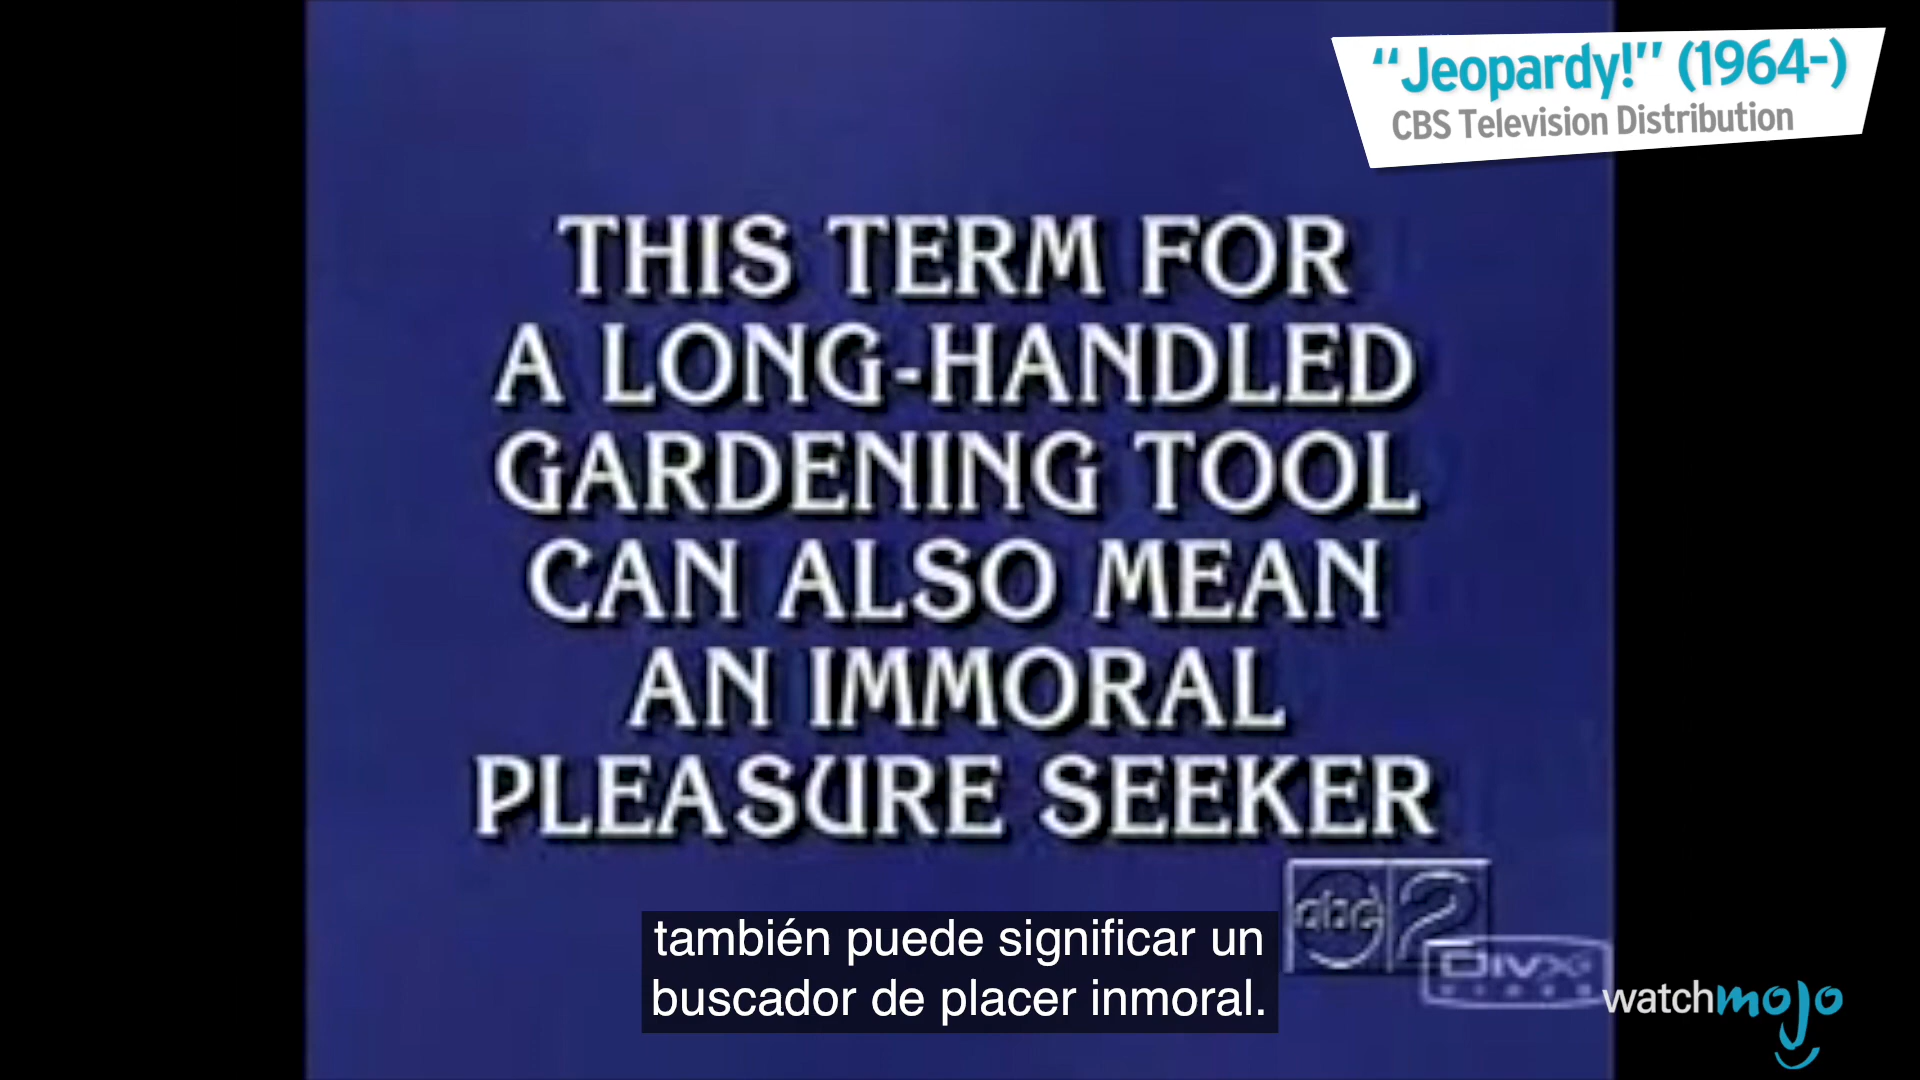 “Jeopardy!” (1964-)
CBS Television Distribution
THIS TERM FOR
A LONG-HANDLED
GARDENING TOOL
CAN ALSO MEAN
AN IMMORAL
PLEASURE SEEKER
abc 2
DIVX
VIDEO
también puede significar un
buscador de placer inmoral.
watchmojo